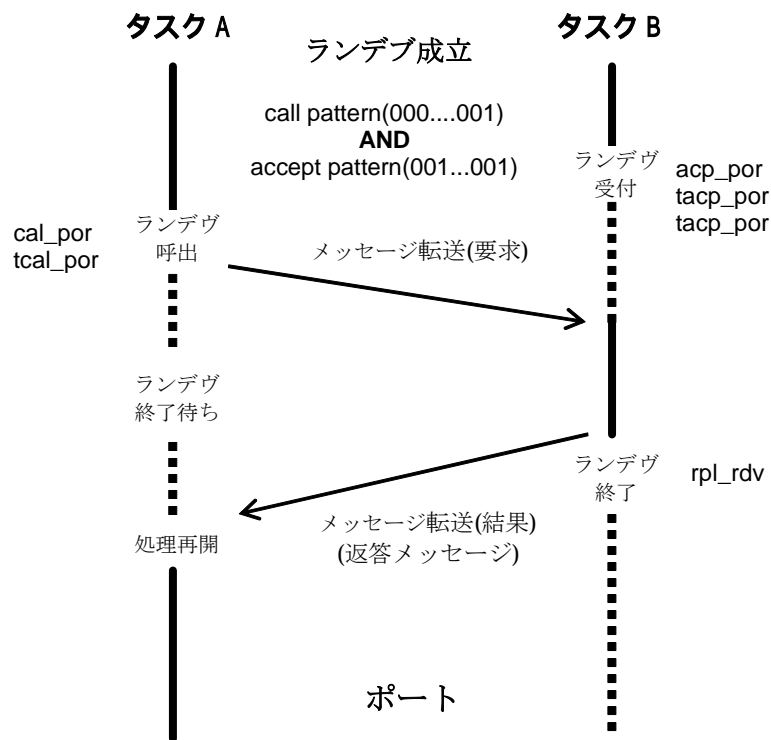 タスク A
ランデブ成立
タスク B
call pattern(000....001)
AND
accept pattern(001...001)
ランデヴ
受付
acp_por
tacp_por
tacp_por
cal_por
tcal_por
ランデヴ
呼出
メッセージ転送(要求)
ランデヴ
終了待ち
ランデヴ
終了
rpl_rdv
メッセージ転送(結果)
(返答メッセージ)
処理再開
ポート